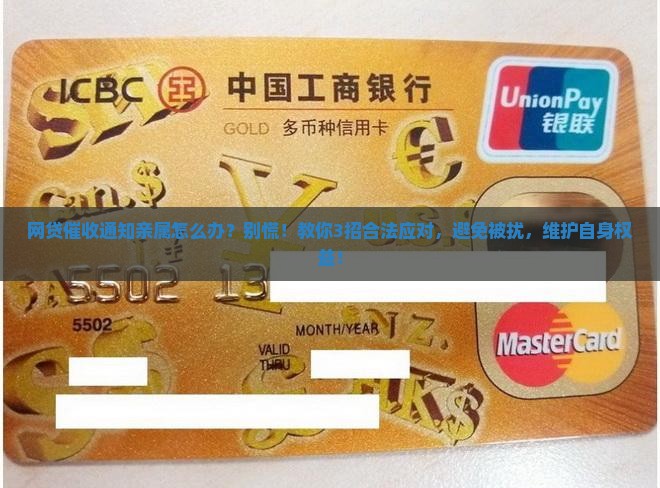 ICBC 中国工商银行
GOLD 多币种信用卡
UnionPay
银联
网贷催收通知亲属怎么办？别慌！教你3招合法应对，避免被扰，维护自身权
益！
5502 13
5502
MONTH/YEAR
VALID
THRU
MasterCard